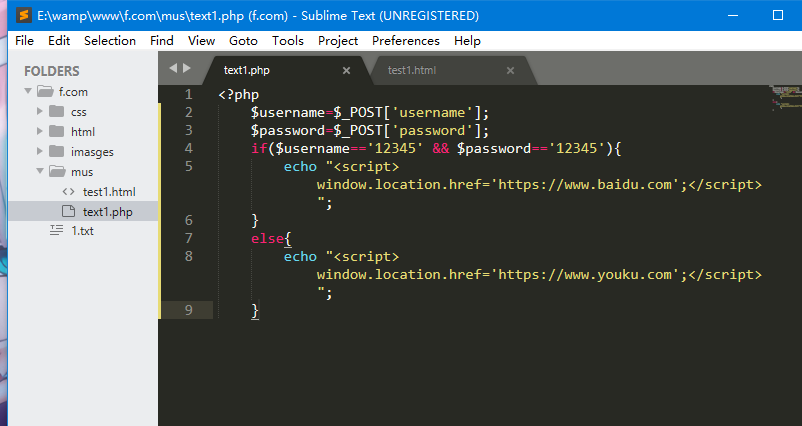 E:\wamp\www\f.com\mus\text1.php (f.com) - Sublime Text (UNREGISTERED)
File Edit Selection Find View Goto Tools Project Preferences Help
FOLDERS
f.com
css
html
imasges
mus
test1.html
text1.php
1.txt
text1.php × test1.html ×
1 <?php
2 $username=$_POST['username'];
3 $password=$_POST['password'];
4 if($username=='12345' && $password=='12345'){
5 echo "<script>
window.location.href='https://www.baidu.com';</script>
";
6 }
7 else{
8 echo "<script>
window.location.href='https://www.youku.com';</script>
";
9 }